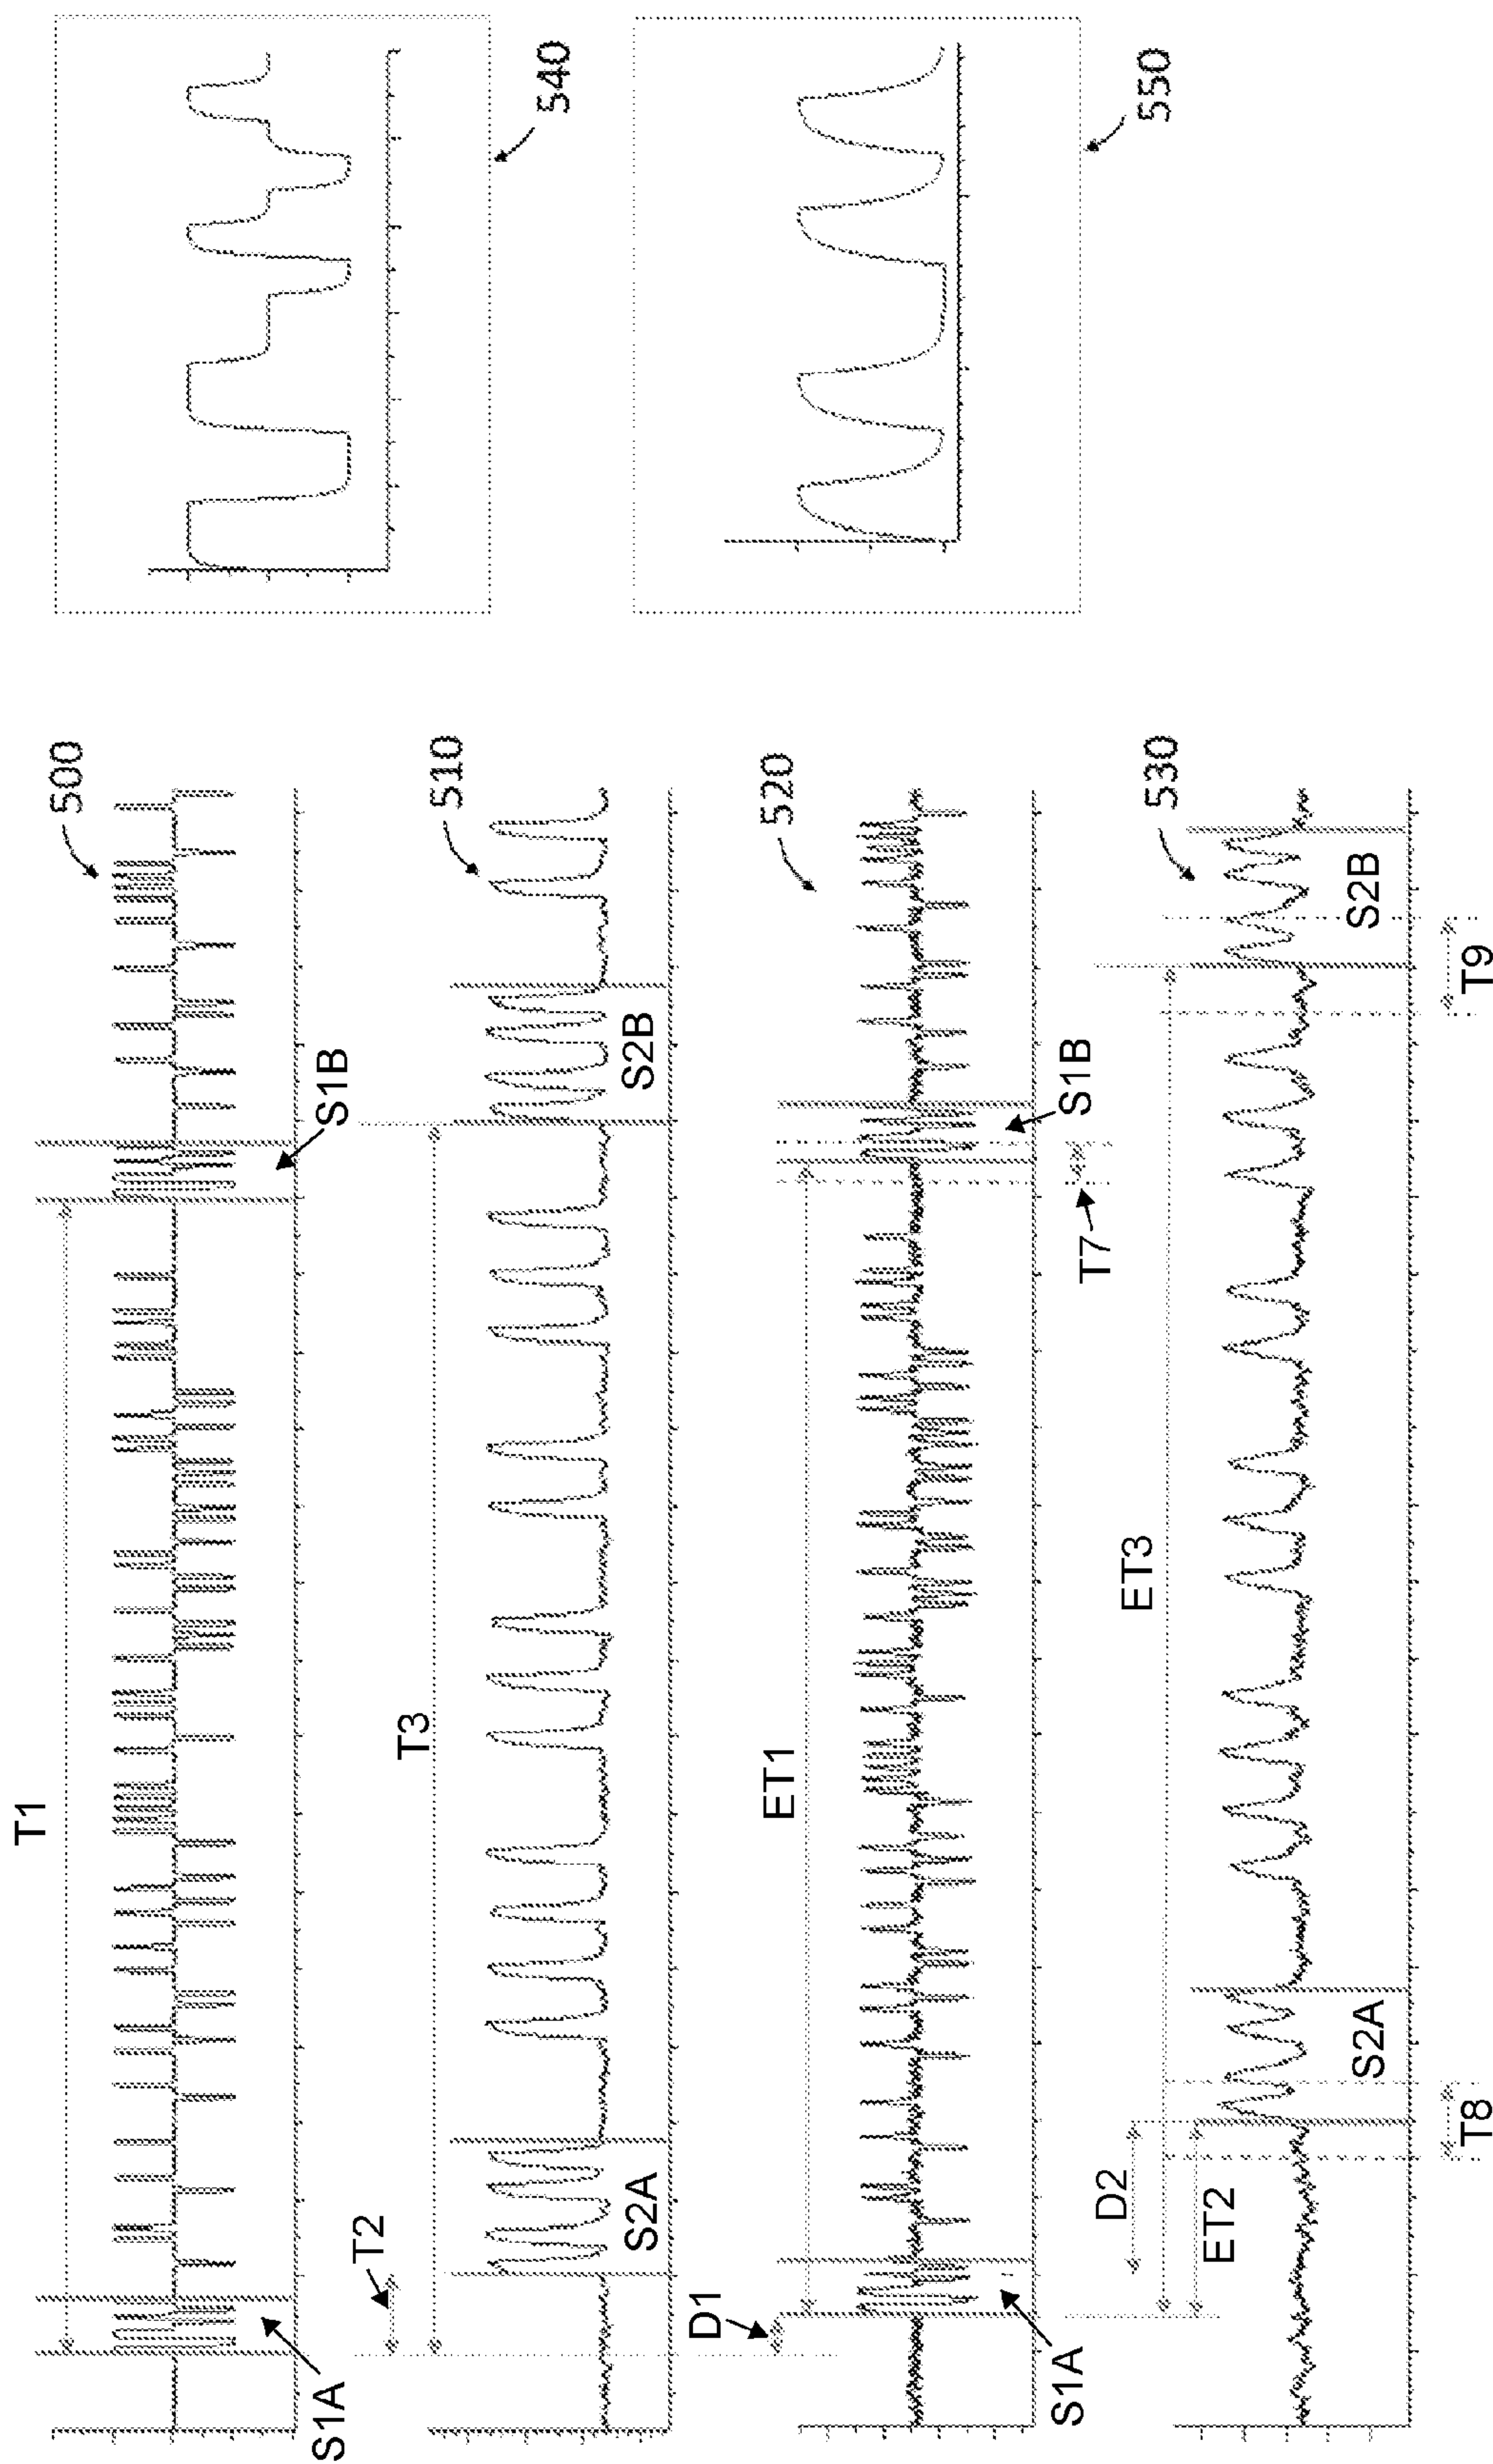 T1
500
S1A
S1B
T2
T3
510
S2A
S2B
D1
ET1
520
S1A
T7
S1B
D2
ET2
ET3
530
S2A
T8
S2B
T9
540
550